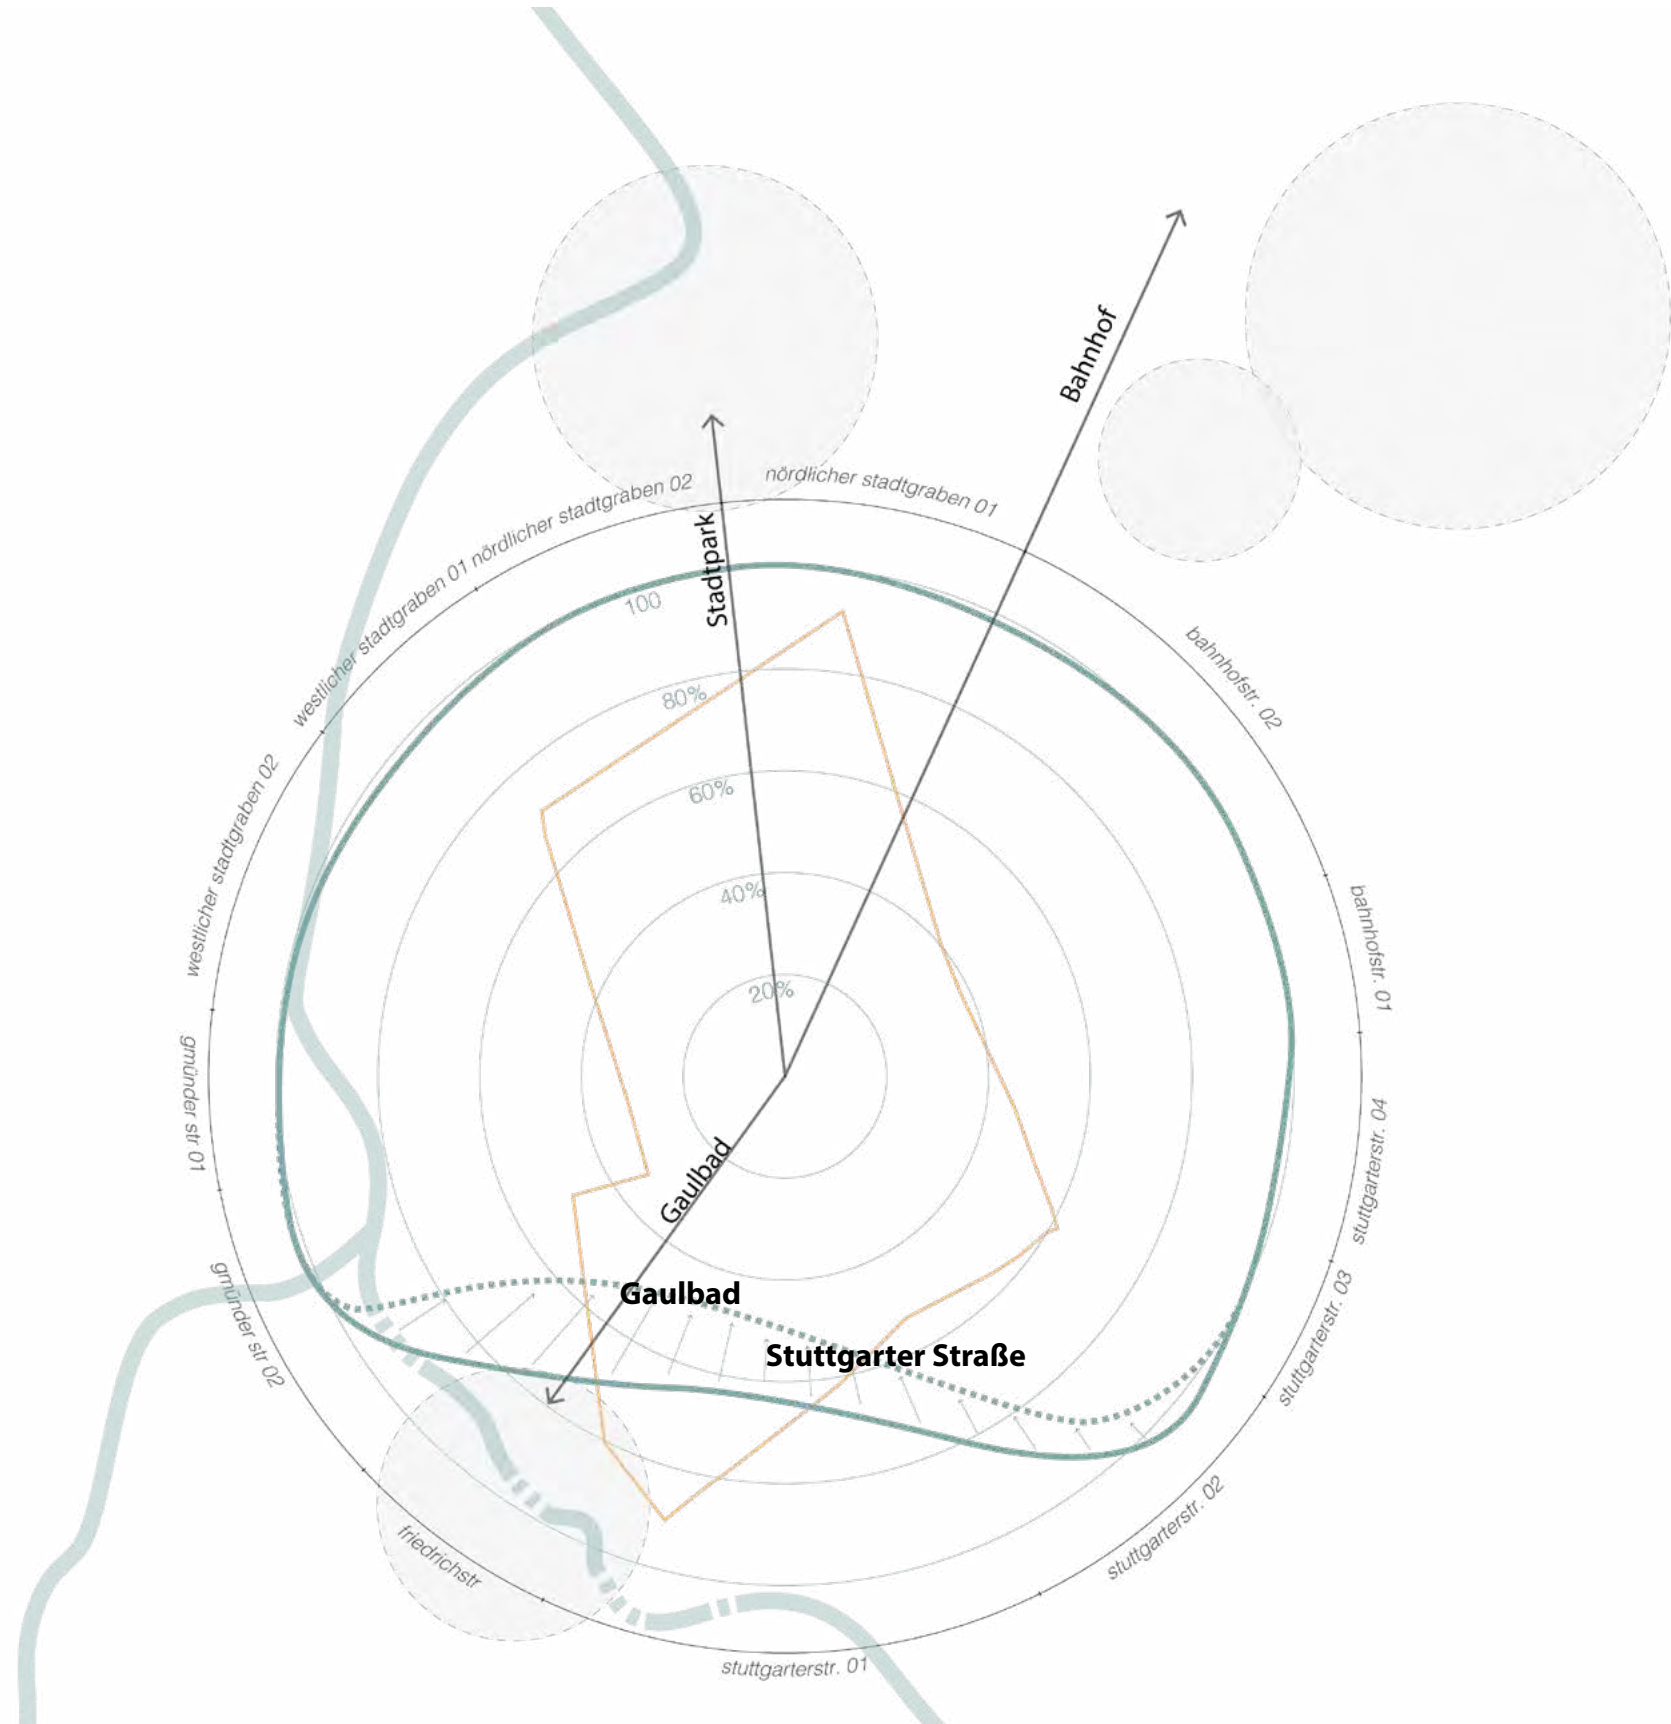 Bahnhof
nördlicher stadtgraben 01
nördlicher stadtgraben 02
westlicher stadtgraben 01
Stadtpark
100
bahnhofstr. 02
80%
60%
westlicher stadtgraben 02
40%
bahnhofstr. 01
20%
gmünder str 01
stuttgarterstr. 04
Gaulbad
gmünder str 02
Gaulbad
stuttgarterstr. 03
Stuttgarter Straße
stuttgarterstr. 02
friedrichstr
stuttgarterstr. 01